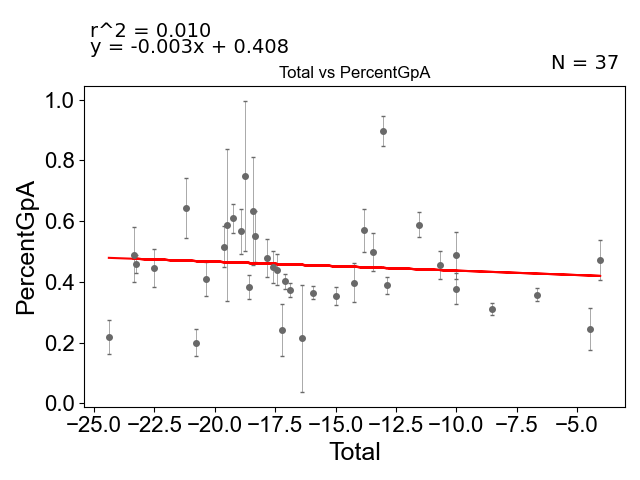 r^2 = 0.010
y = -0.003x + 0.408
N = 37
Total vs PercentGpA
1.0
0.8
0.6
0.4
0.2
0.0
PercentGpA
−25.0 −22.5 −20.0 −17.5 −15.0 −12.5 −10.0 −7.5 −5.0
Total